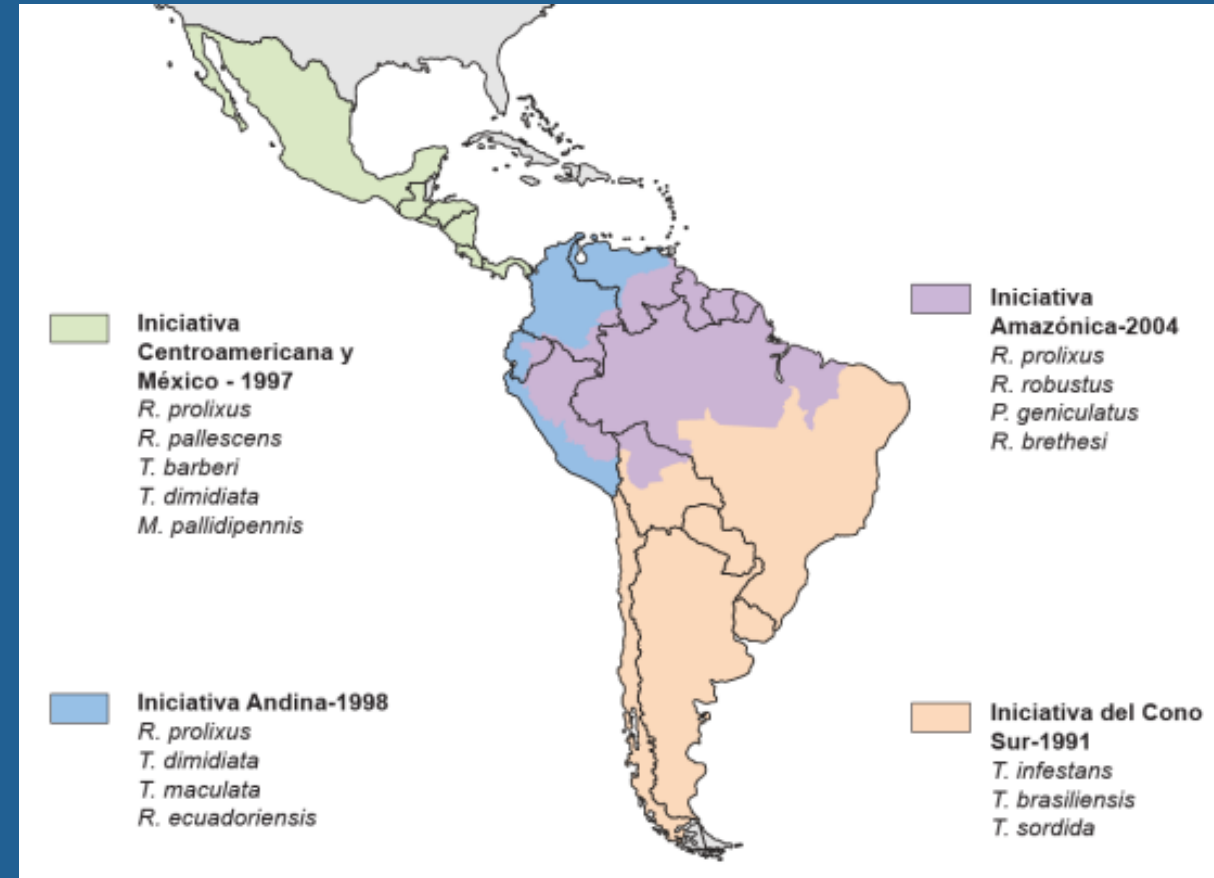 Iniciativa
Centroamericana y
México - 1997
R. prolixus
R. pallescens
T. barberi
T. dimidiata
M. pallidipennis
Iniciativa
Amazónica-2004
R. prolixus
R. robustus
P. geniculatus
R. brethesi
Iniciativa Andina-1998
R. prolixus
T. dimidiata
T. maculata
R. ecuadoriensis
Iniciativa del Cono
Sur-1991
T. infestans
T. brasiliensis
T. sordida